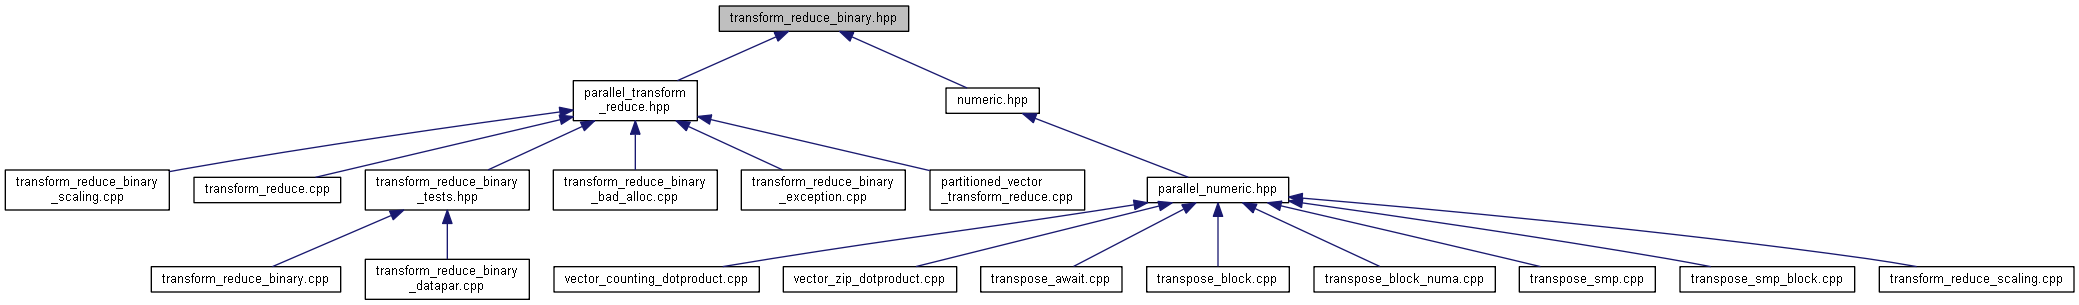 transform_reduce_binary.hpp
parallel_transform
_reduce.hpp
numeric.hpp
transform_reduce_binary
_scaling.cpp
transform_reduce.cpp
transform_reduce_binary
_tests.hpp
transform_reduce_binary
_bad_alloc.cpp
transform_reduce_binary
_exception.cpp
partitioned_vector
_transform_reduce.cpp
parallel_numeric.hpp
transform_reduce_binary.cpp
transform_reduce_binary
_datapar.cpp
vector_counting_dotproduct.cpp
vector_zip_dotproduct.cpp
transpose_await.cpp
transpose_block.cpp
transpose_block_numa.cpp
transpose_smp.cpp
transpose_smp_block.cpp
transform_reduce_scaling.cpp